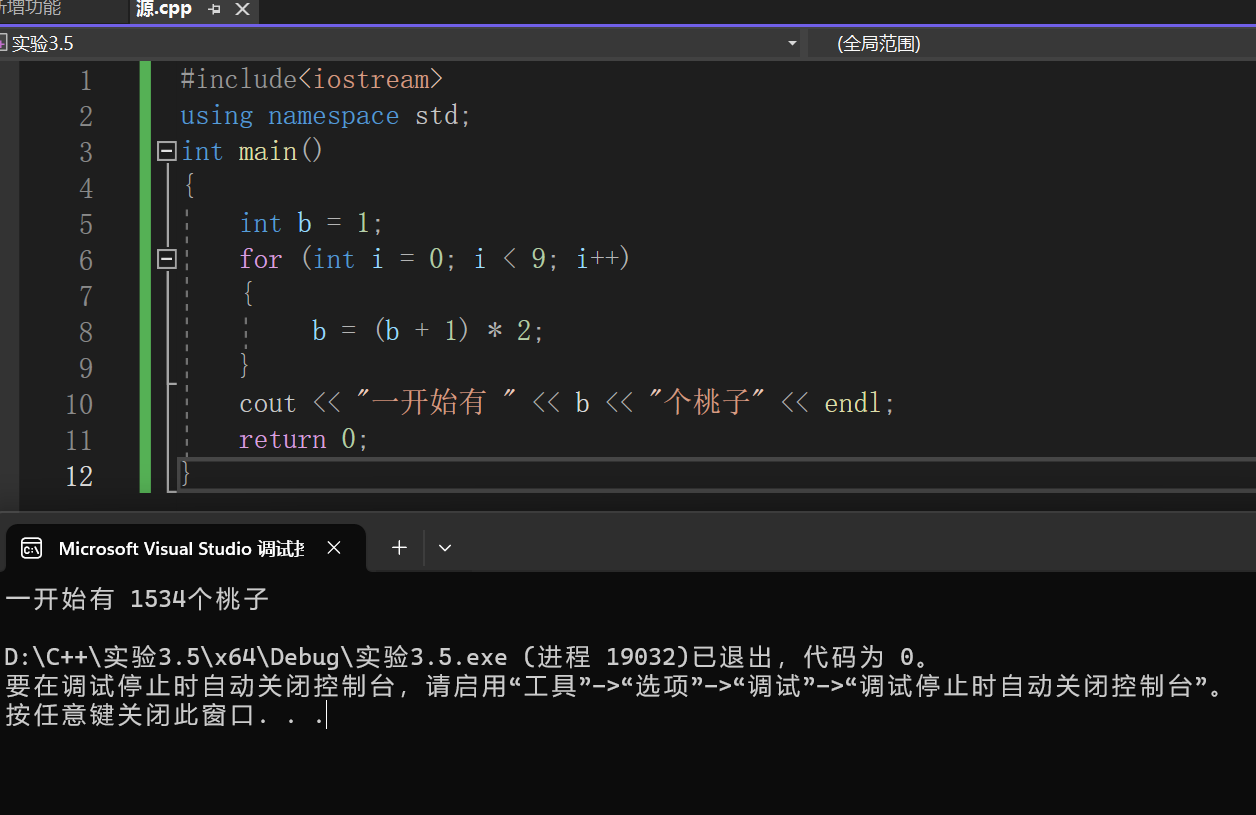 新增功能 源.cpp
实验3.5 (全局范围)
1 #include<iostream>
2 using namespace std;
3 int main()
4 {
5 int b = 1;
6 for (int i = 0; i < 9; i++)
7 {
8 b = (b + 1) * 2;
9 }
10 cout << "一开始有 " << b << "个桃子" << endl;
11 return 0;
12 }
Microsoft Visual Studio 调试
一开始有 1534个桃子
D:\C++\实验3.5\x64\Debug\实验3.5.exe (进程 19032)已退出，代码为 0。
要在调试停止时自动关闭控制台，请启用“工具”->“选项”->“调试”->“调试停止时自动关闭控制台”。
按任意键关闭此窗口. . .